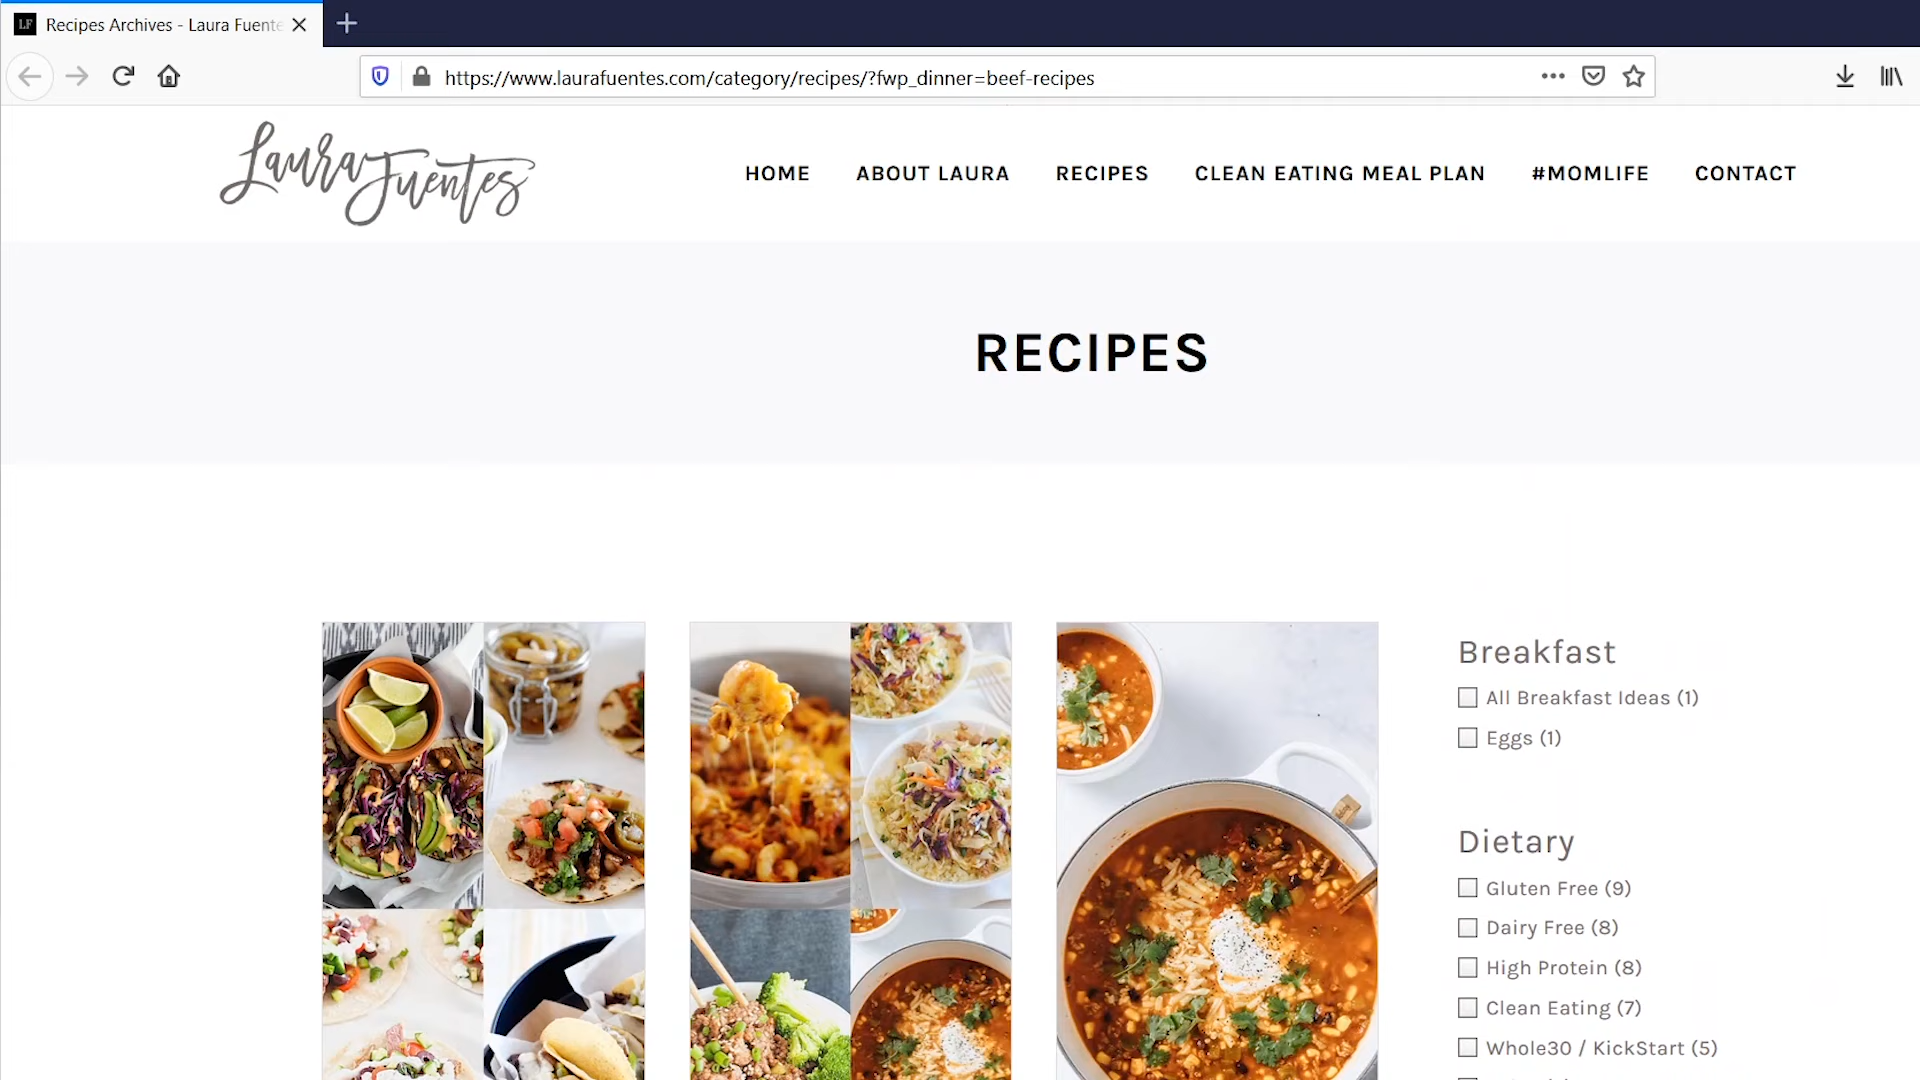 LF Recipes Archives - Laura Fuente
https://www.laurafuentes.com/category/recipes/?fwp_dinner=beef-recipes
Laura Fuentes
HOME ABOUT LAURA RECIPES CLEAN EATING MEAL PLAN #MOMLIFE CONTACT
RECIPES
Breakfast
All Breakfast Ideas (1)
Eggs (1)
Dietary
Gluten Free (9)
Dairy Free (8)
High Protein (8)
Clean Eating (7)
Whole30 / KickStart (5)